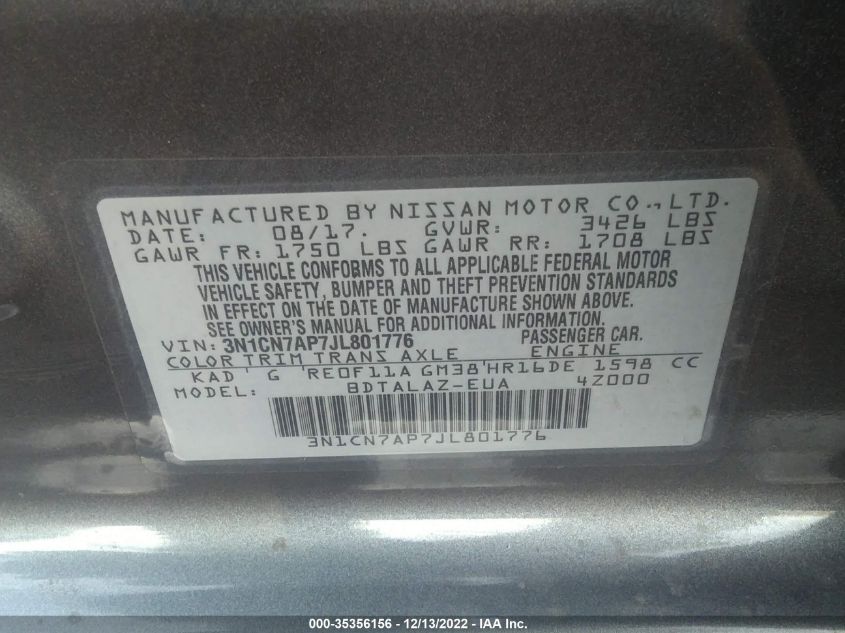 MANUFACTURED BY NISSAN MOTOR CO., LTD.
DATE: 08/17. GVWR: 3426 LBS
GAWR FR: 1750 LBS GAWR RR: 1708 LBS
THIS VEHICLE CONFORMS TO ALL APPLICABLE FEDERAL MOTOR
VEHICLE SAFETY, BUMPER AND THEFT PREVENTION STANDARDS
IN EFFECT ON THE DATE OF MANUFACTURE SHOWN ABOVE.
SEE OWNER'S MANUAL FOR ADDITIONAL INFORMATION
VIN: 3N1CN7AP7JL801776 PASSENGER CAR.
COLOR TRIM TRANS AXLE ENGINE
KAD ' G 'RE0F11A GM38'HR16DE 1598 CC
MODEL: BDTALAZ-EUA 4Z000
3N1CN7AP7JL801776
000-35356156 - 12/13/2022 - IAA Inc.